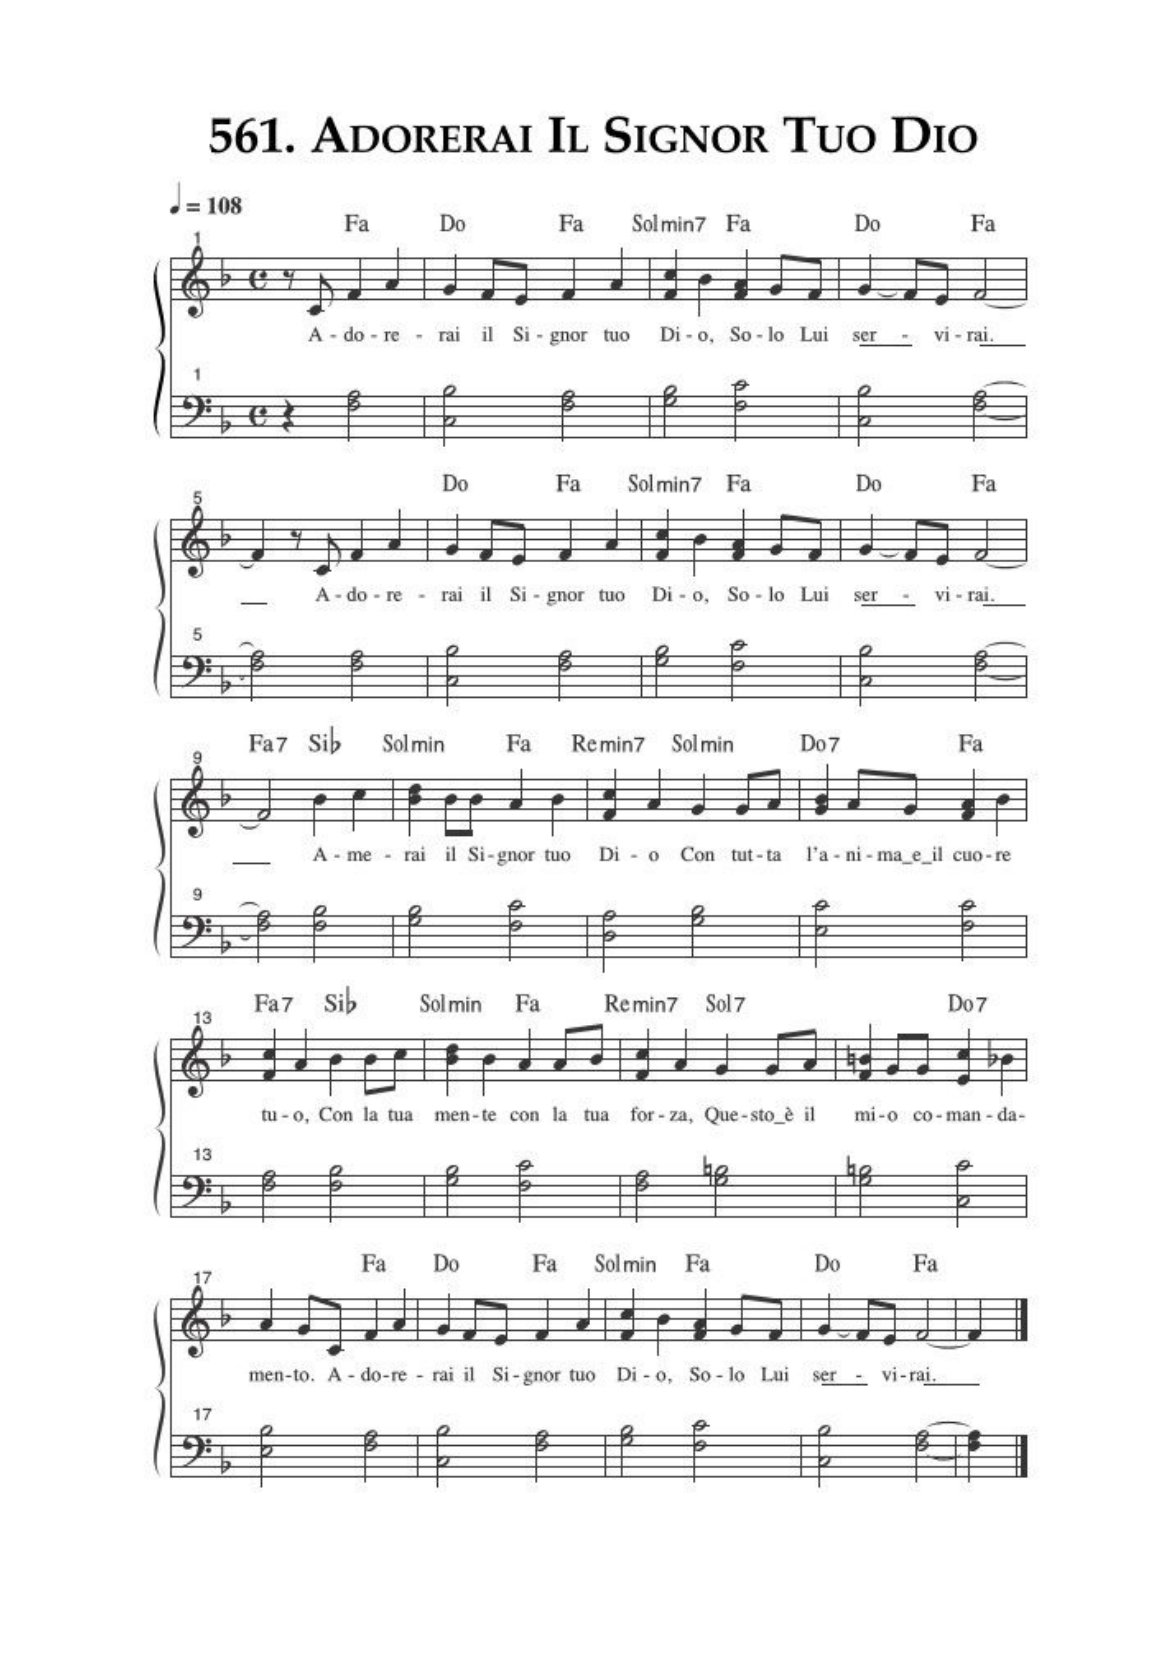 561. Adorerai Il Signor Tuo Dio
= 108
Fa Do Fa Solmin7 Fa Do Fa
1
A - do - re - rai il Si - gnor tuo Di - o, So - lo Lui ser - vi - rai.
1
Do Fa Solmin7 Fa Do Fa
5
A - do - re - rai il Si - gnor tuo Di - o, So - lo Lui ser - vi - rai.
5
Fa7 Si♭ Solmin Fa Remin7 Solmin Do7 Fa
9
A - me - rai il Si - gnor tuo Di - o Con tut - ta l'a - ni - ma_e_il cuo - re
9
Fa7 Si♭ Solmin Fa Remin7 Sol7 Do7
13
tu - o, Con la tua men - te con la tua for - za, Que - sto_è il mi - o co - man - da-
13
Fa Do Fa Solmin Fa Do Fa
17
men - to. A - do - re - rai il Si - gnor tuo Di - o, So - lo Lui ser - vi - rai.
17